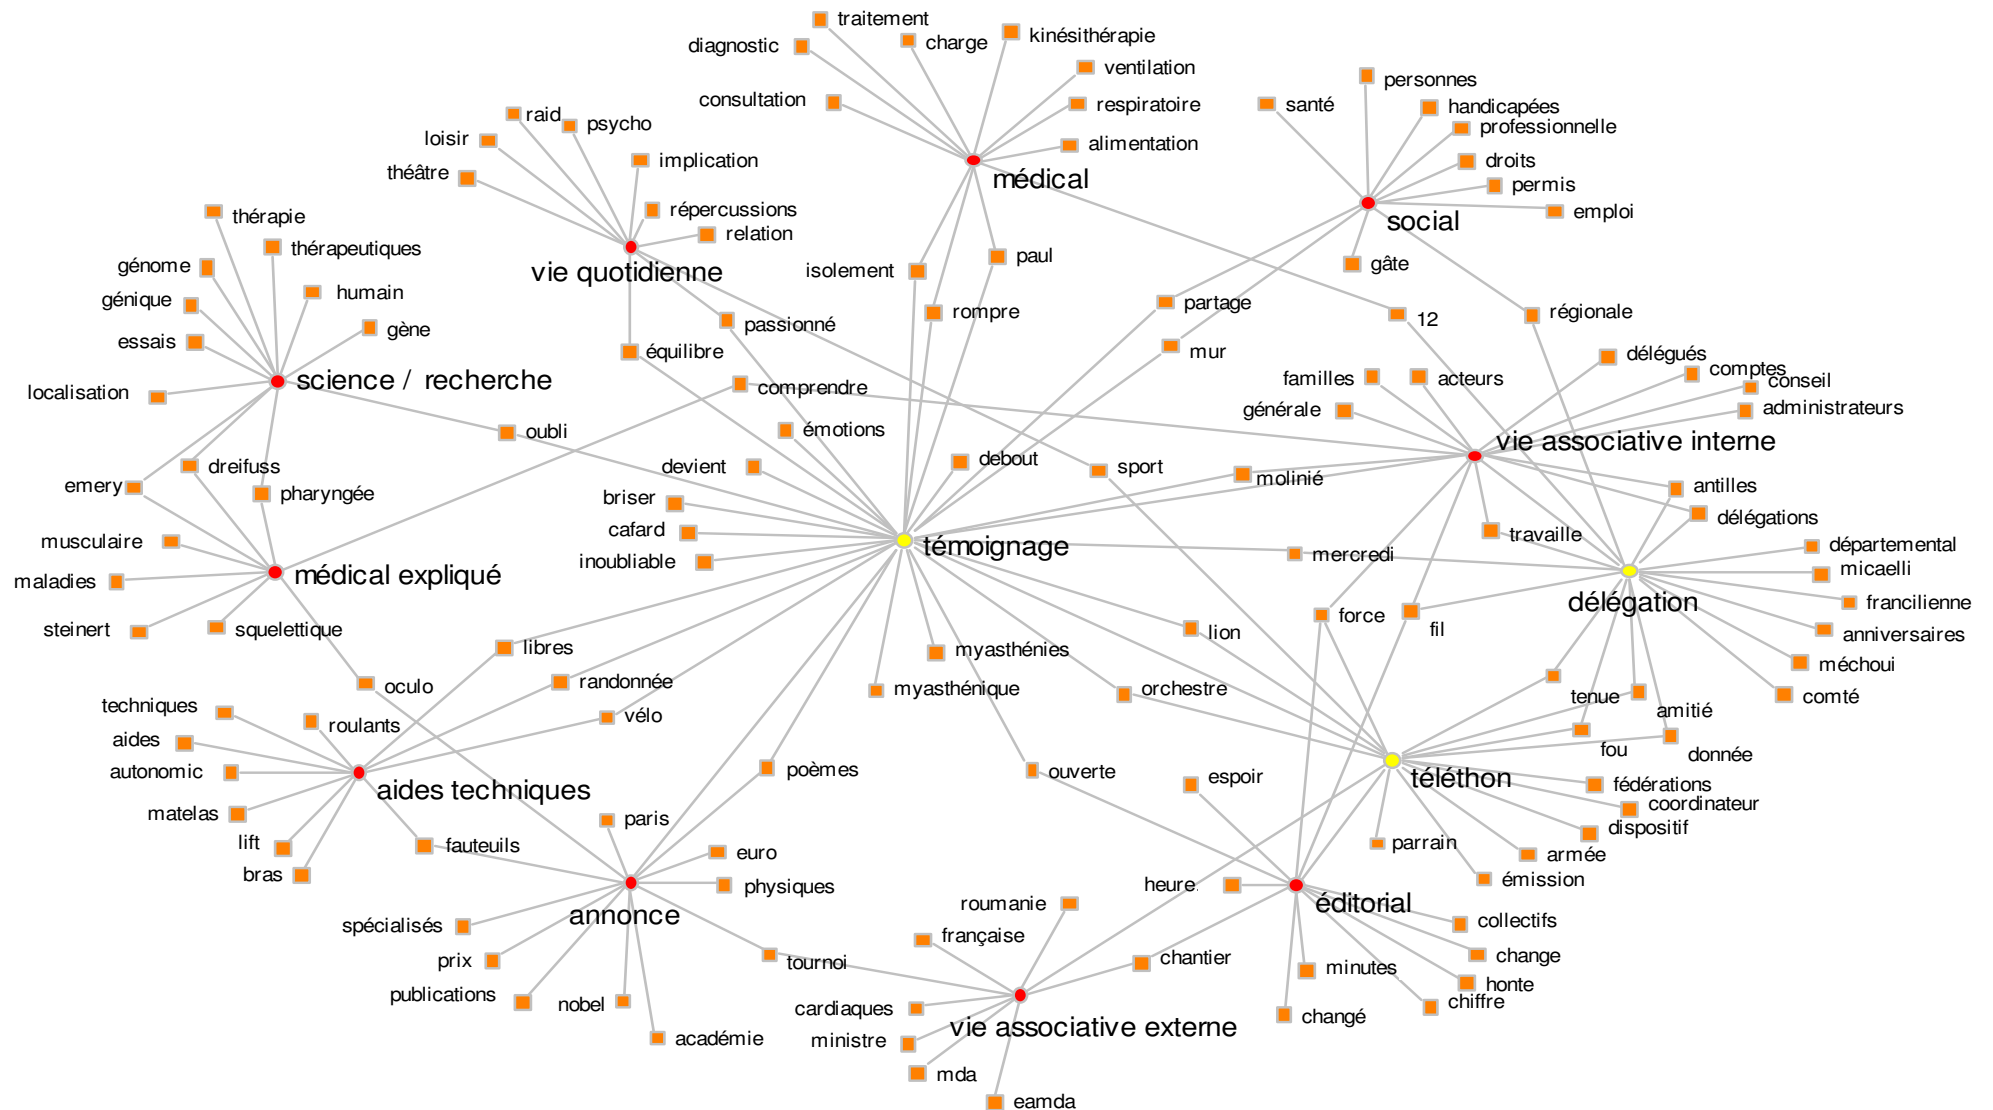 traitement
diagnostic
charge
kinésithérapie
ventilation
consultation
respiratoire
alimentation
médical
personnes
santé
handicapées
professionnelle
droits
permis
emploi
social
gâte
raid
psycho
loisir
implication
théâtre
répercussions
relation
vie quotidienne
thérapie
thérapeutiques
génome
génique
humain
essais
gène
science / recherche
localisation
isolement
paul
rompre
passionné
équilibre
comprendre
partage
mur
12
régionale
délégués
comptes
conseil
administrateurs
familles
acteurs
générale
vie associative interne
oubli
émotions
devient
debout
sport
molinié
briser
cafard
inoubliable
témoignage
mercredi
antilles
délégations
travaille
dreifuss
emery
pharyngée
musculaire
maladies
médical expliqué
steinert
squelettique
départemental
micaelli
francilienne
délégation
anniversaires
méchoui
comté
force
fil
lion
libres
myasthénies
myasthénique
orchestre
randonnée
vélo
oculo
tenue
amitié
fou
donnée
techniques
roulants
aides
autonomic
aides techniques
matelas
lift
bras
fauteuils
poèmes
ouverte
espoir
téléthon
fédérations
coordinateur
dispositif
parrain
armée
émission
paris
euro
physiques
annonce
spécialisés
prix
publications
nobel
académie
tournoi
heure
éditorial
collectifs
change
honte
chiffre
minutes
changé
chantier
roumanie
française
cardiaques
vie associative externe
ministre
mda
eamda